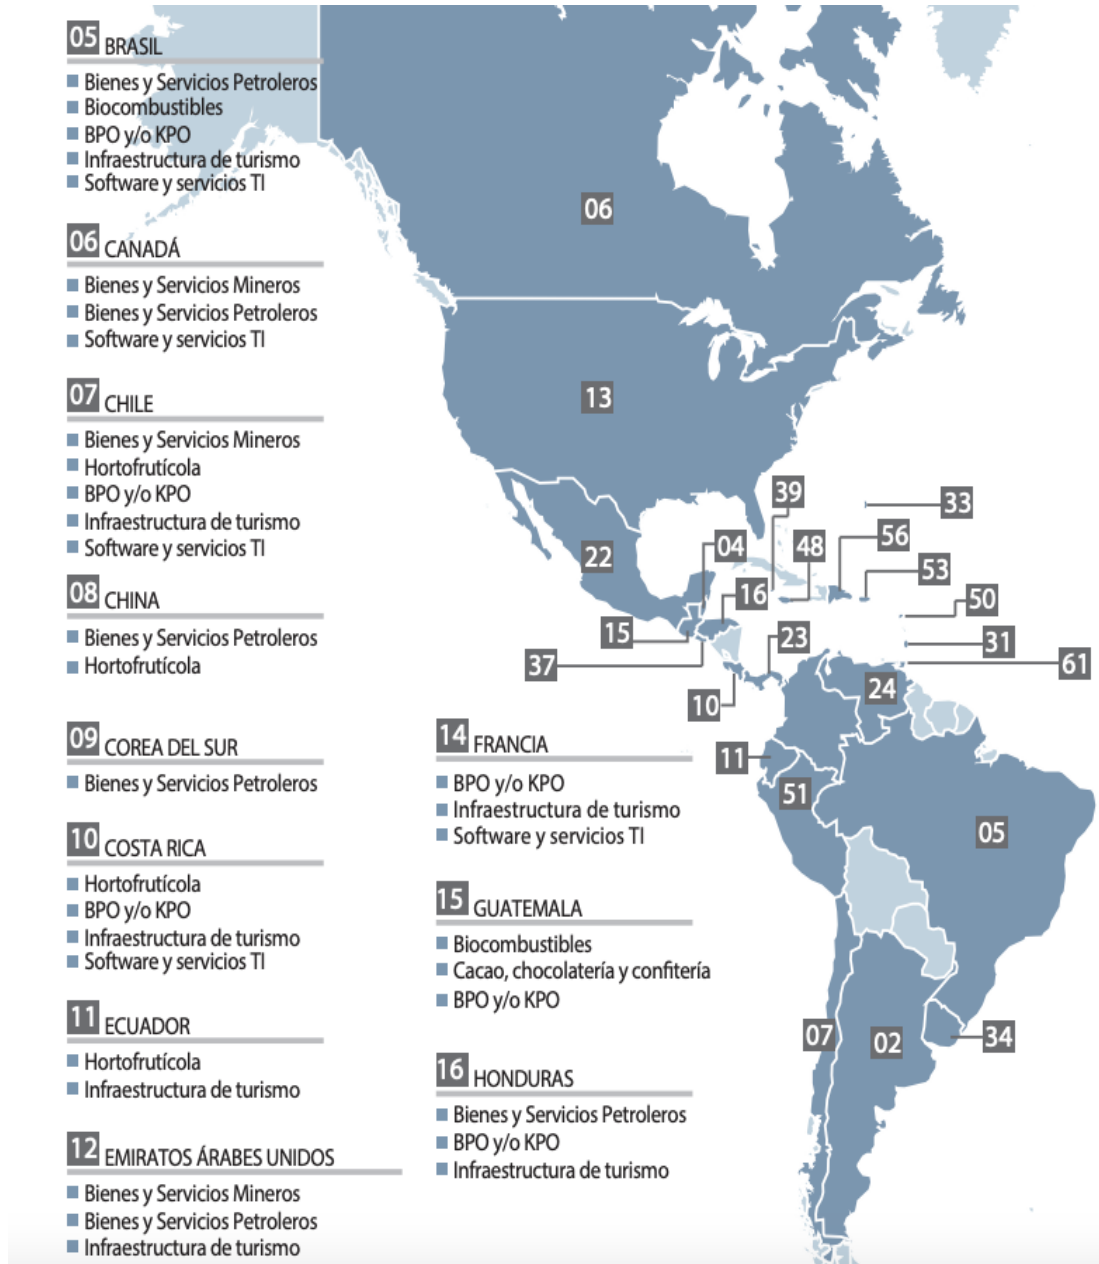 05 BRASIL
Bienes y Servicios Petroleros
Biocombustibles
BPO y/o KPO
Infraestructura de turismo
Software y servicios TI
06 CANADÁ
Bienes y Servicios Mineros
Bienes y Servicios Petroleros
Software y servicios TI
07 CHILE
Bienes y Servicios Mineros
Hortofrutícola
BPO y/o KPO
Infraestructura de turismo
Software y servicios TI
08 CHINA
Bienes y Servicios Petroleros
Hortofrutícola
09 COREA DEL SUR
Bienes y Servicios Petroleros
10 COSTA RICA
Hortofrutícola
BPO y/o KPO
Infraestructura de turismo
Software y servicios TI
11 ECUADOR
Hortofrutícola
Infraestructura de turismo
12 EMIRATOS ÁRABES UNIDOS
Bienes y Servicios Mineros
Bienes y Servicios Petroleros
Infraestructura de turismo
14 FRANCIA
BPO y/o KPO
Infraestructura de turismo
Software y servicios TI
15 GUATEMALA
Biocombustibles
Cacao, chocolatería y confitería
BPO y/o KPO
16 HONDURAS
Bienes y Servicios Petroleros
BPO y/o KPO
Infraestructura de turismo
06
13
39
33
22
04
48
56
53
16
50
15
23
31
37
61
24
10
11
51
05
07
02
34